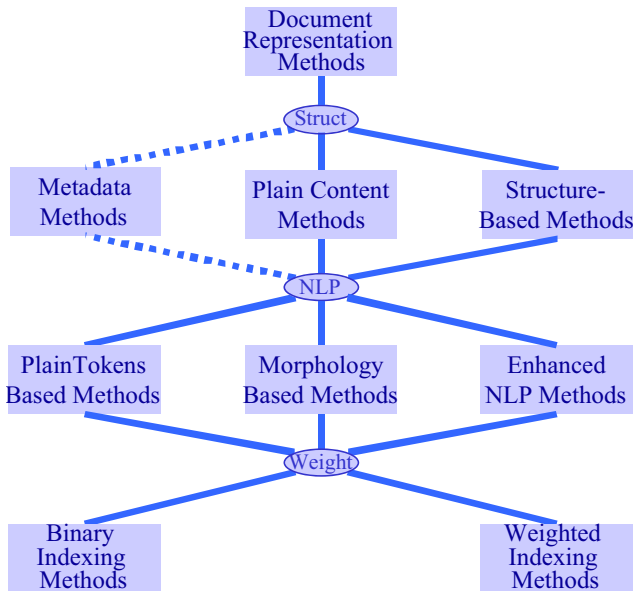 Document
Representation
Methods
Struct
Metadata
Methods
Plain Content
Methods
Structure-
Based Methods
NLP
PlainTokens
Based Methods
Morphology
Based Methods
Enhanced
NLP Methods
Weight
Binary
Indexing
Methods
Weighted
Indexing
Methods